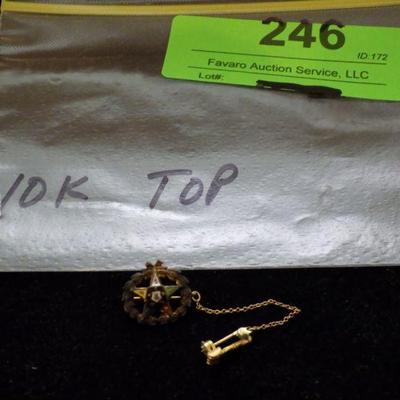 246
ID:172
Favaro Auction Service, LLC
Lot#:
10K TOP